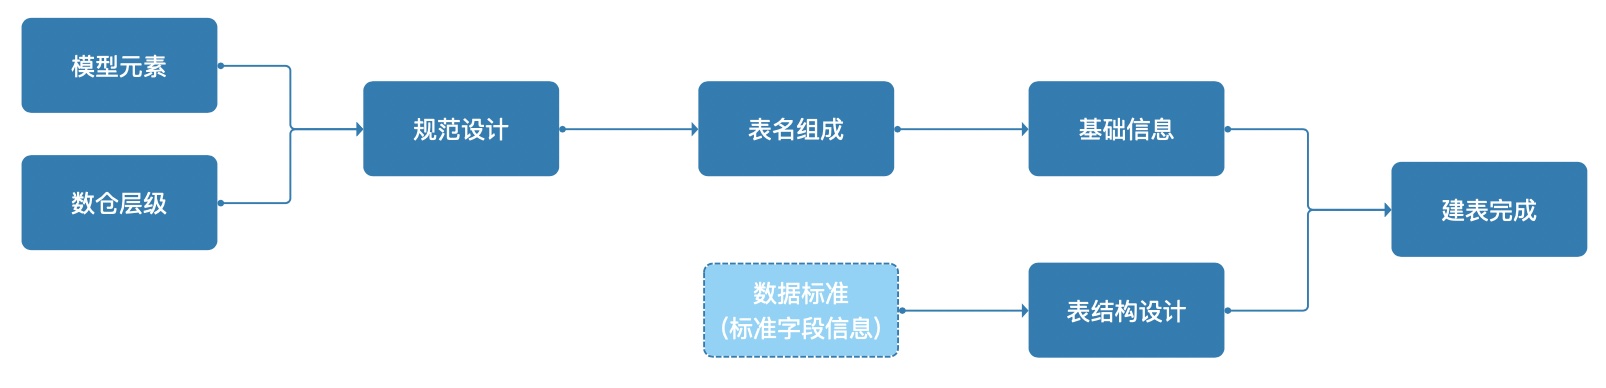 模型元素
数仓层级
规范设计
表名组成
基础信息
数据标准
（标准字段信息）
表结构设计
建表完成